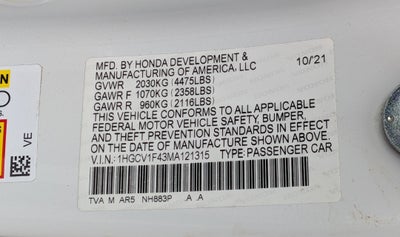 MFD. BY HONDA DEVELOPMENT &
MANUFACTURING OF AMERICA, LLC 10/21
GVWR 2030KG (4475LBS)
GAWR F 1070KG (2358LBS)
GAWR R 960KG (2116LBS)
THIS VEHICLE CONFORMS TO ALL APPLICABLE
FEDERAL MOTOR VEHICLE SAFETY, BUMPER,
AND THEFT PREVENTION STANDARDS IN
EFFECT ON THE DATE OF MANUFACTURE
SHOWN ABOVE.
V.I.N.: 1HGCV1F43MA121315 TYPE: PASSENGER CAR
TVA M AR5 NH883P .A .A
VE